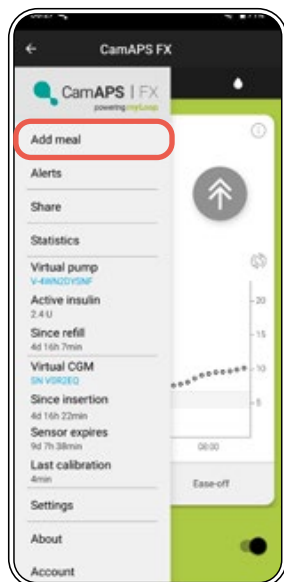 CamAPS FX
CamAPS | FX
powering myLoop
Add meal
Alerts
Share
Statistics
Virtual pump
Active insulin
2.4 U
Since refill
4d 16h 7min
Virtual CGM
SN V0R2EQ
Since insertion
4d 16h 22min
Sensor expires
9d 7h 38min
Last calibration
4min
Settings
About
Account
20
15
10
5
08:00
Ease-off